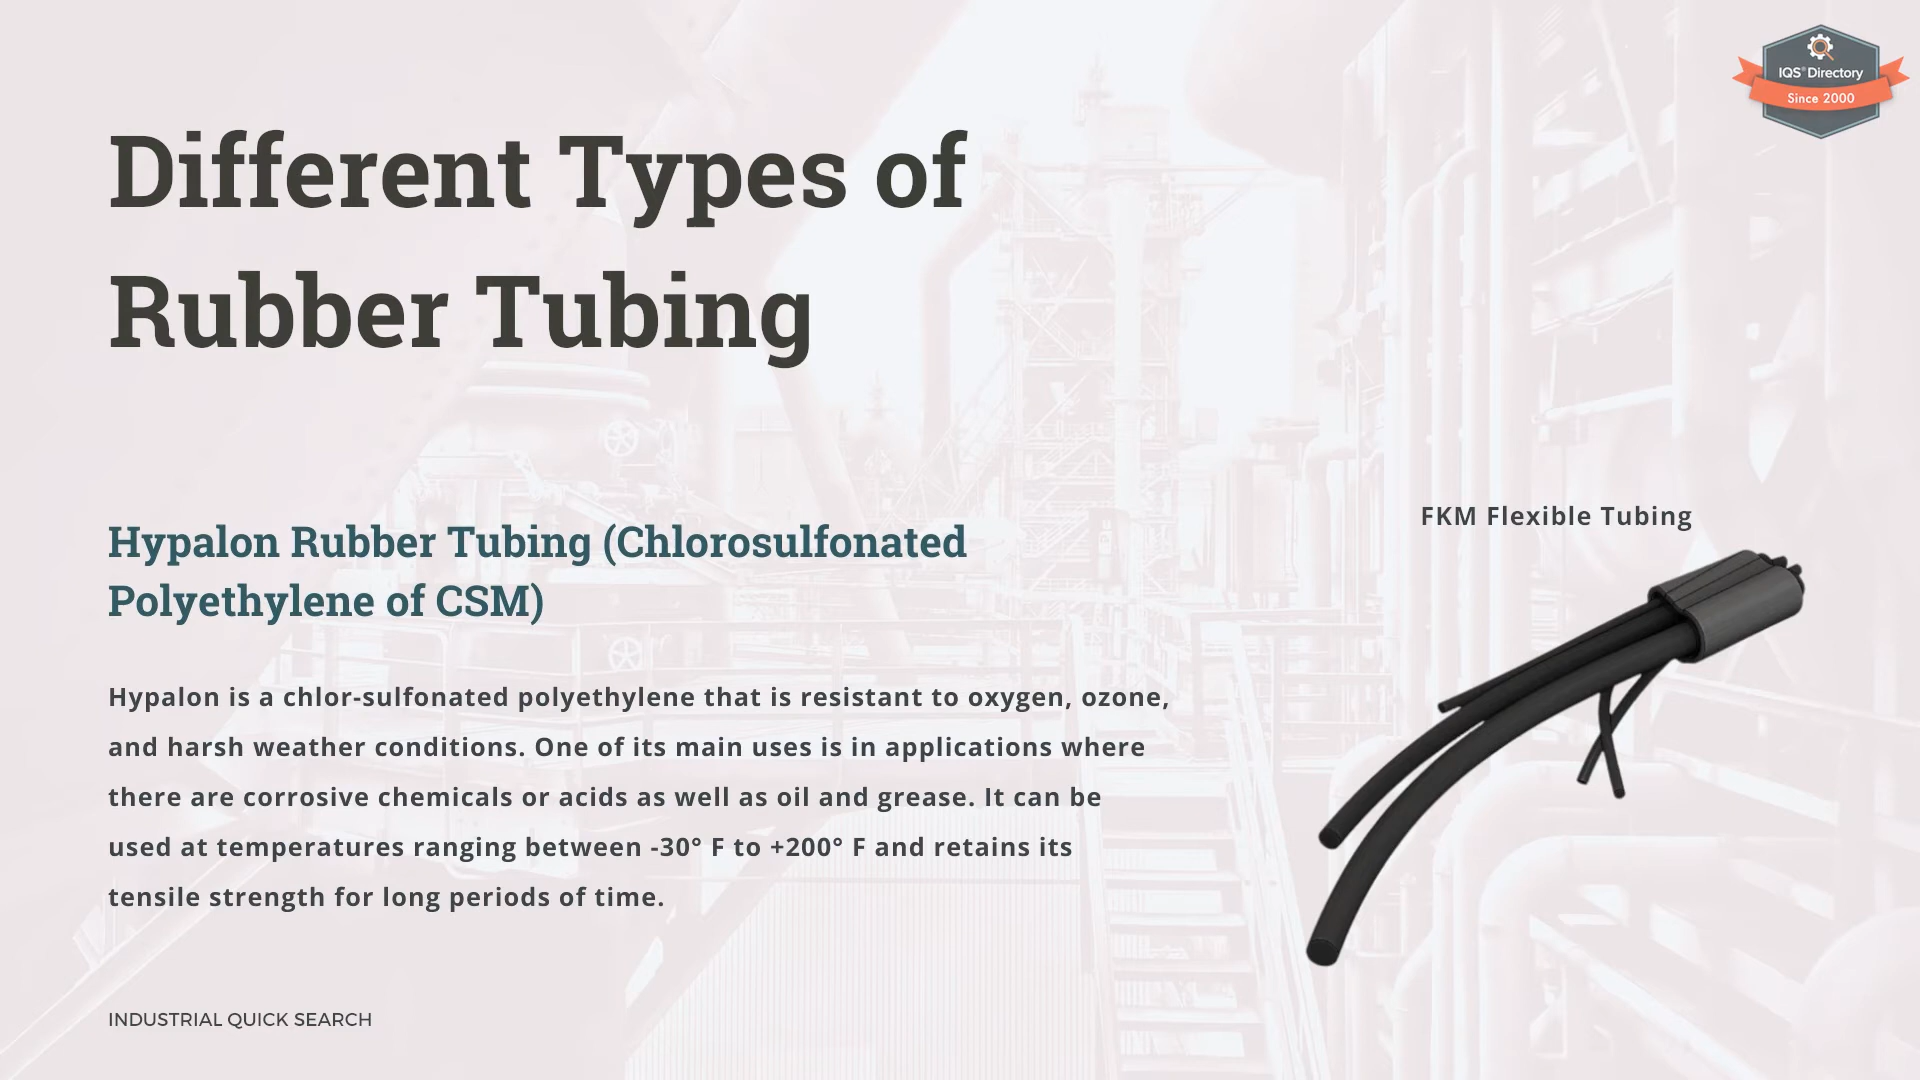 IQS® Directory
Since 2000
Different Types of
Rubber Tubing
Hypalon Rubber Tubing (Chlorosulfonated
Polyethylene of CSM)
Hypalon is a chlor-sulfonated polyethylene that is resistant to oxygen, ozone,
and harsh weather conditions. One of its main uses is in applications where
there are corrosive chemicals or acids as well as oil and grease. It can be
used at temperatures ranging between -30° F to +200° F and retains its
tensile strength for long periods of time.
FKM Flexible Tubing
INDUSTRIAL QUICK SEARCH